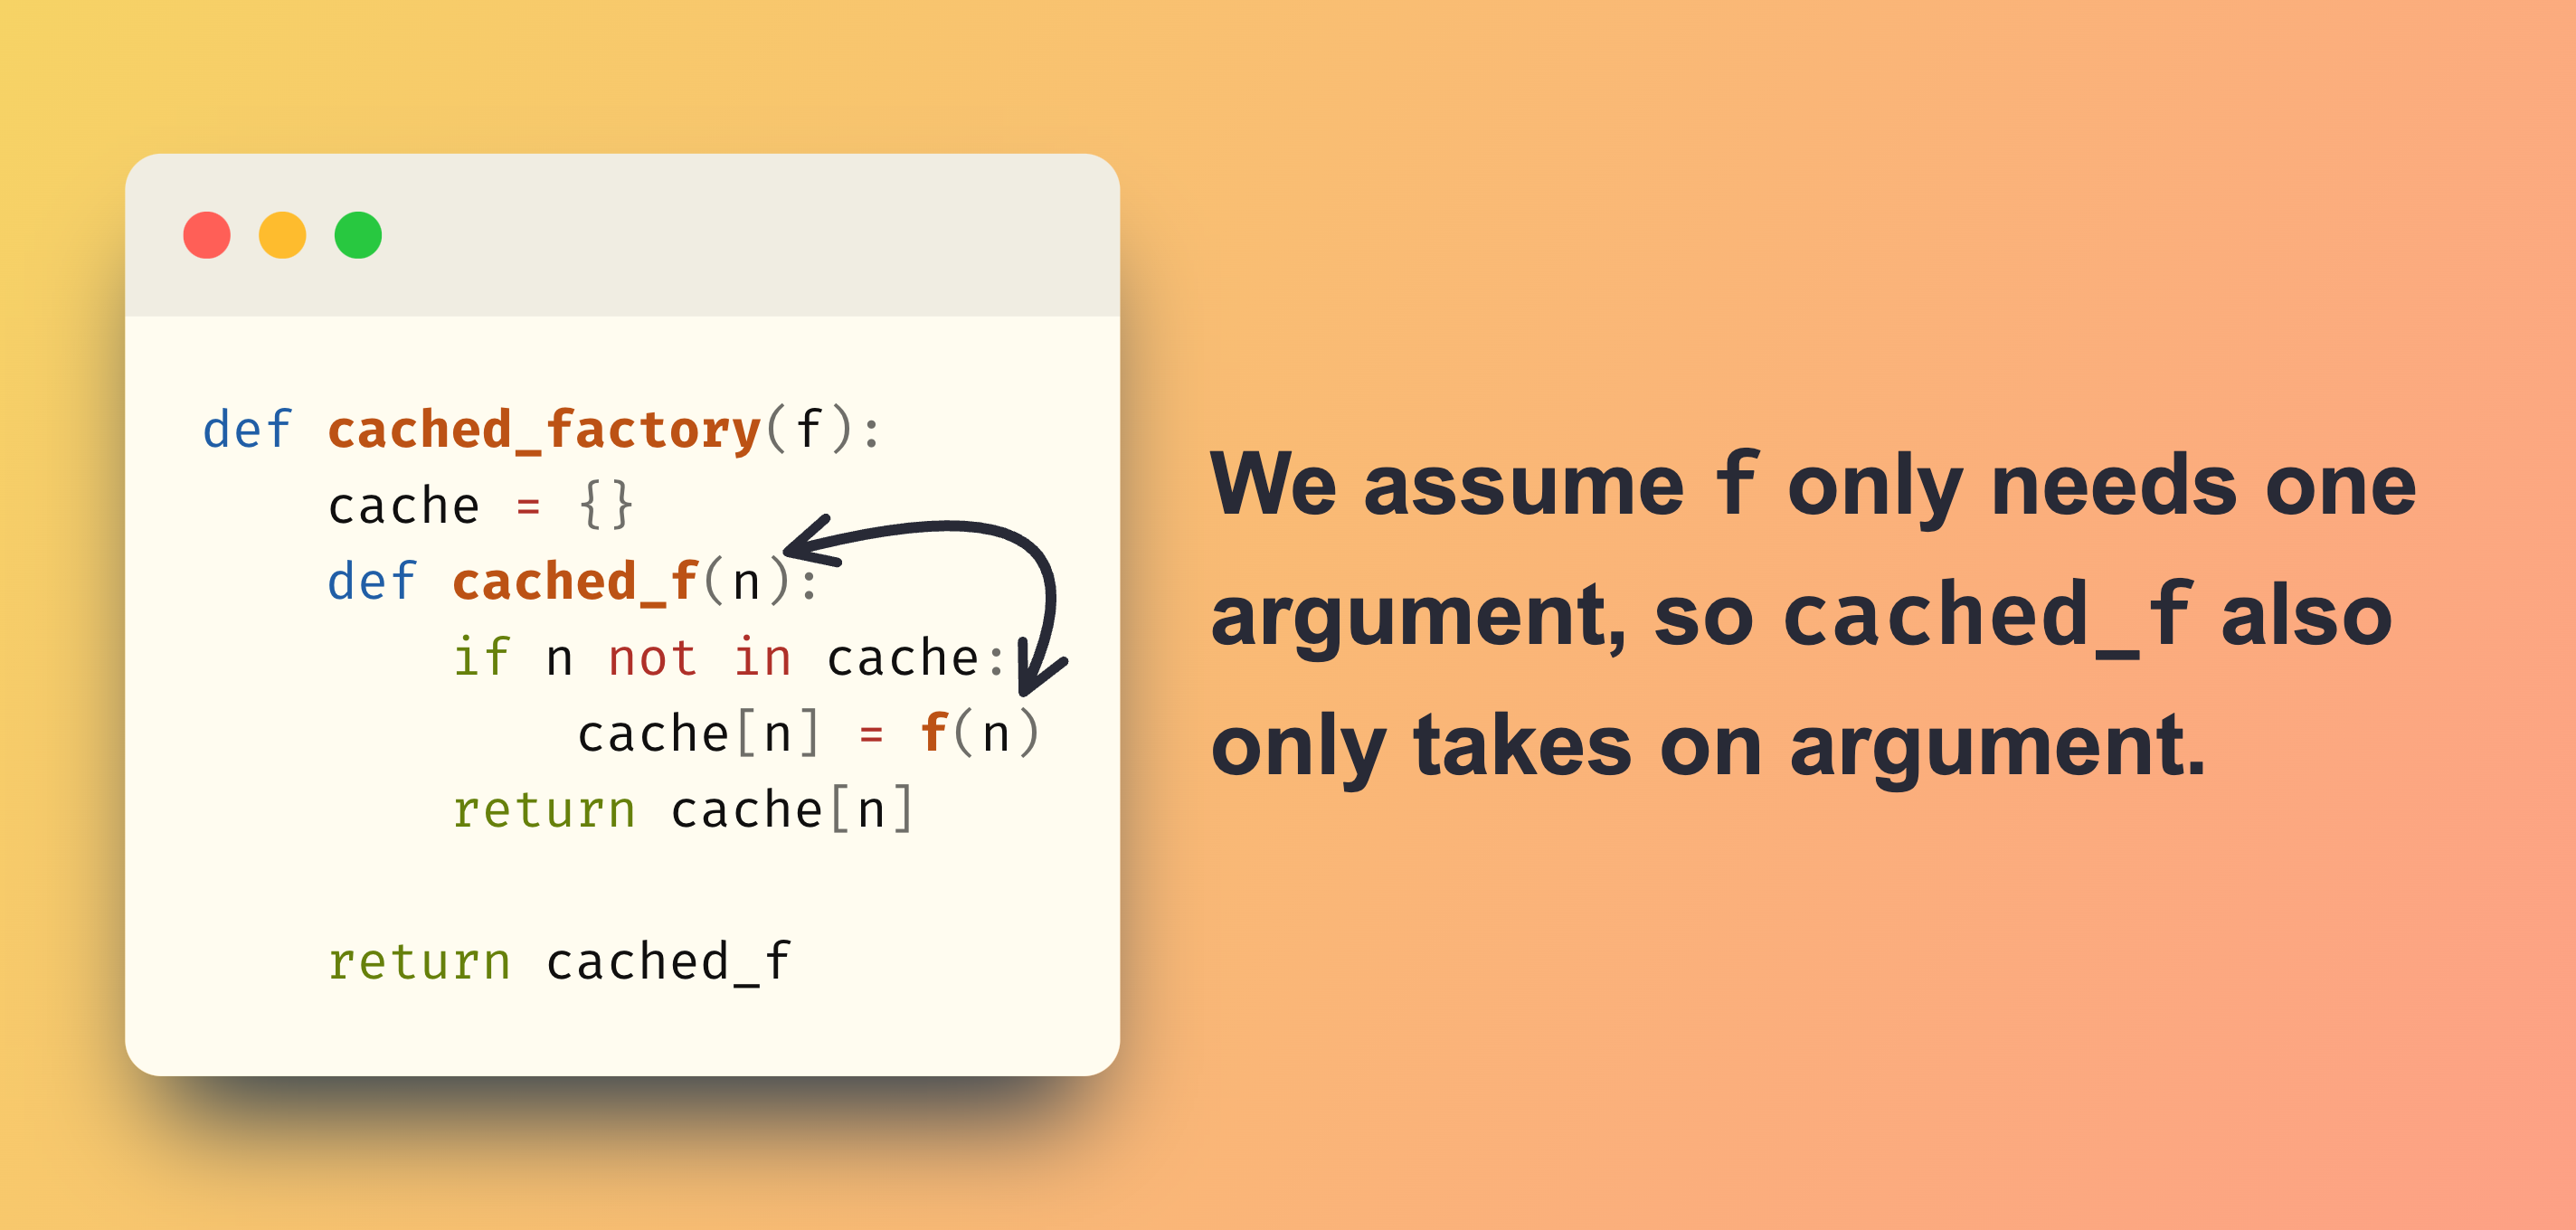 def cached_factory(f):
    cache = {}
    def cached_f(n):
        if n not in cache:
            cache[n] = f(n)
        return cache[n]

    return cached_f
We assume f only needs one
argument, so cached_f also
only takes on argument.